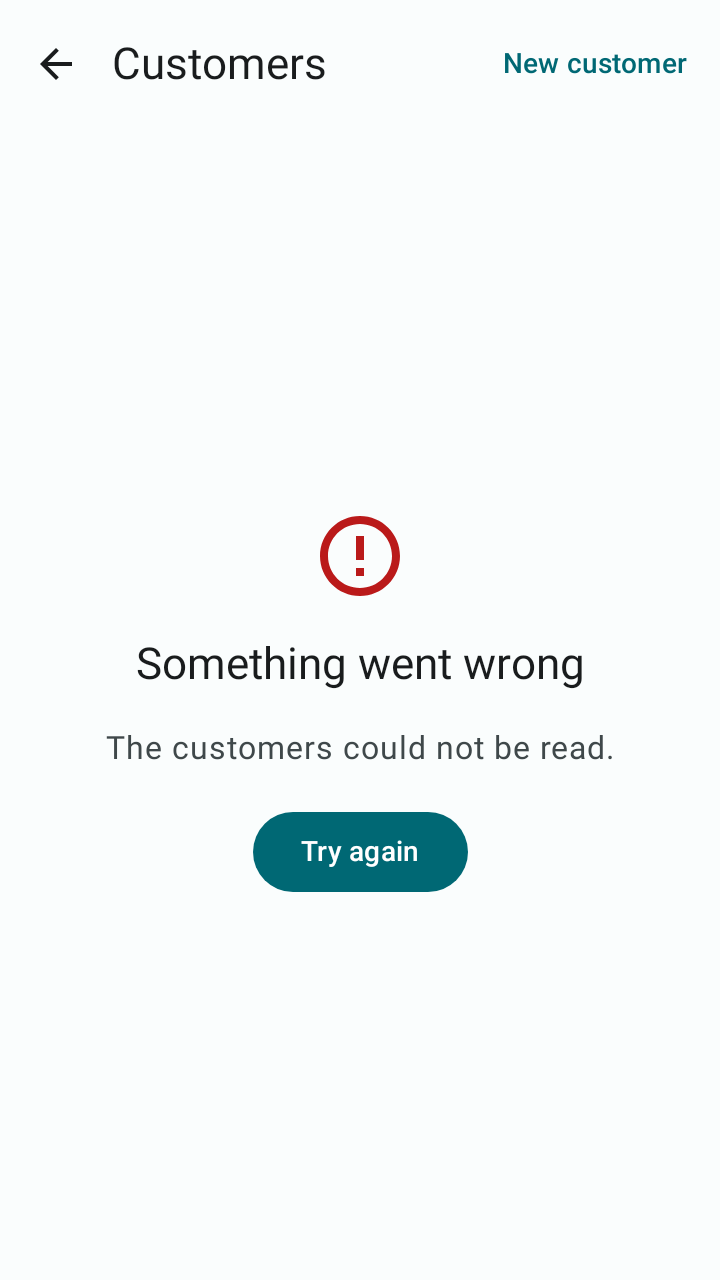 Customers
New customer
Something went wrong
The customers could not be read.
Try again